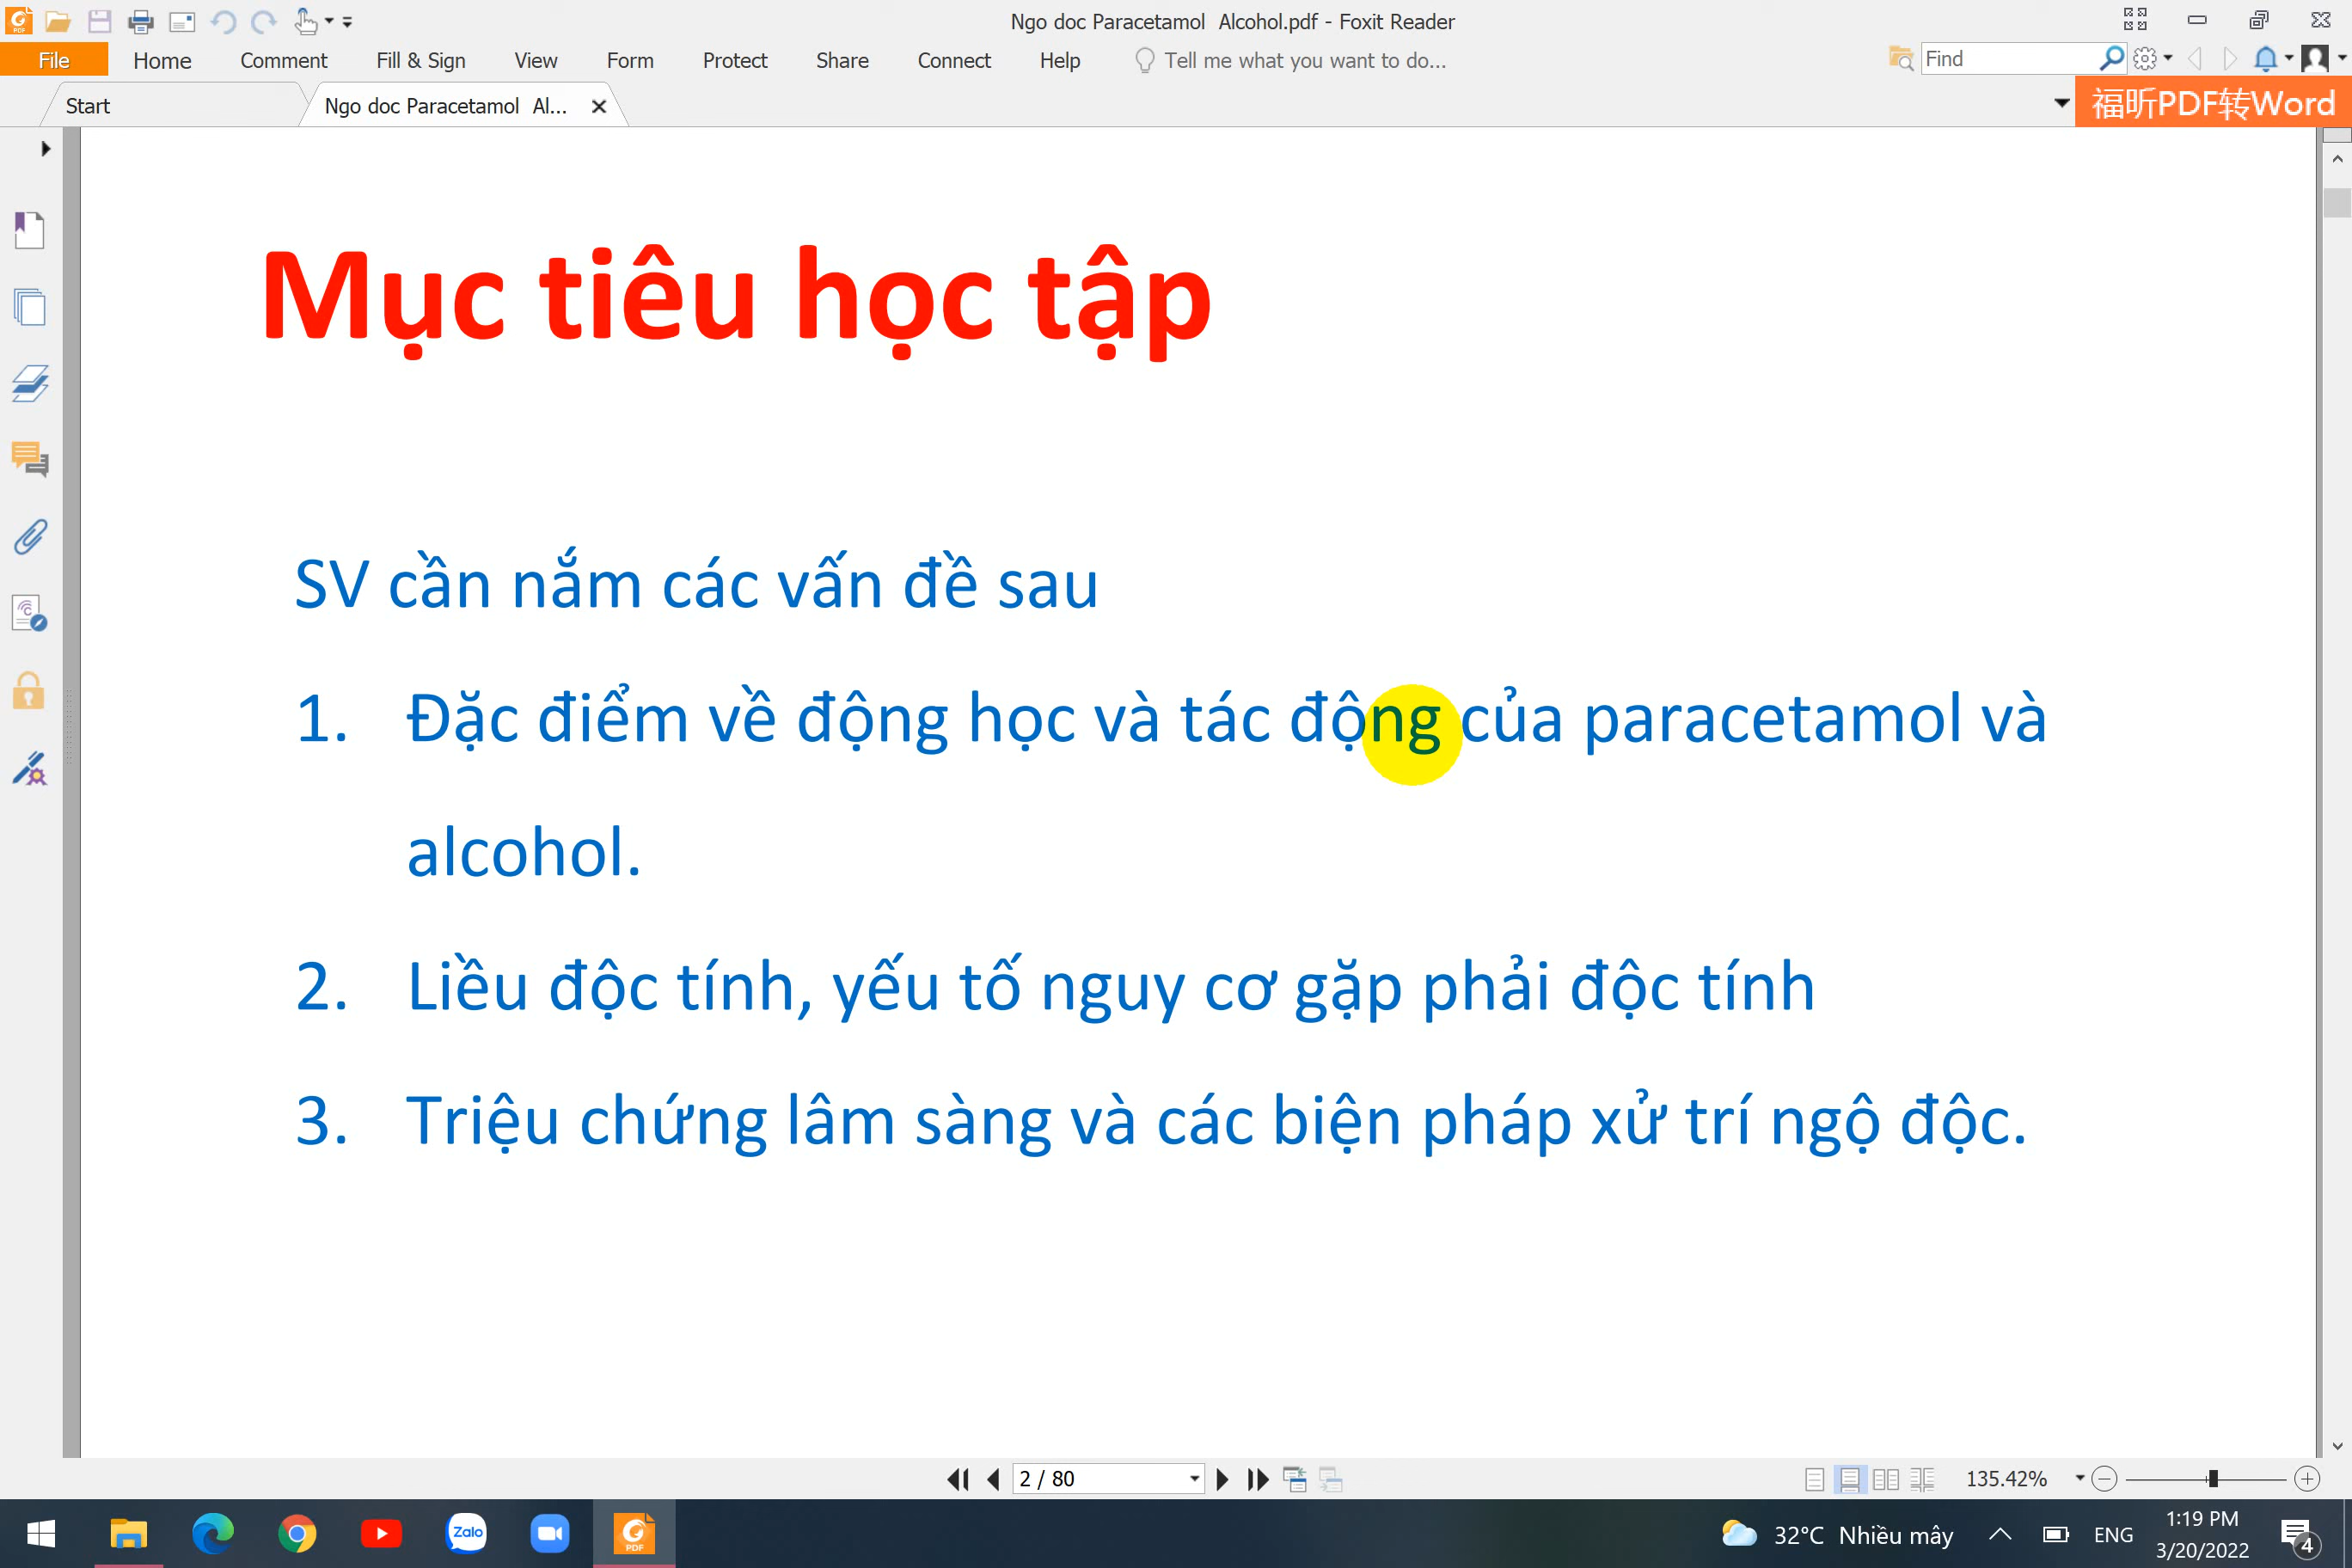 Ngo doc Paracetamol  Alcohol.pdf - Foxit Reader
File Home Comment Fill & Sign View Form Protect Share Connect Help Tell me what you want to do... Find
Start Ngo doc Paracetamol  Al... 福昕PDF转Word
Mục tiêu học tập
SV cần nắm các vấn đề sau
1. Đặc điểm về động học và tác động của paracetamol và
alcohol.
2. Liều độc tính, yếu tố nguy cơ gặp phải độc tính
3. Triệu chứng lâm sàng và các biện pháp xử trí ngộ độc.
2 / 80 135.42%
Zalo PDF 32°C Nhiều mây ENG 1:19 PM
3/20/2022 4